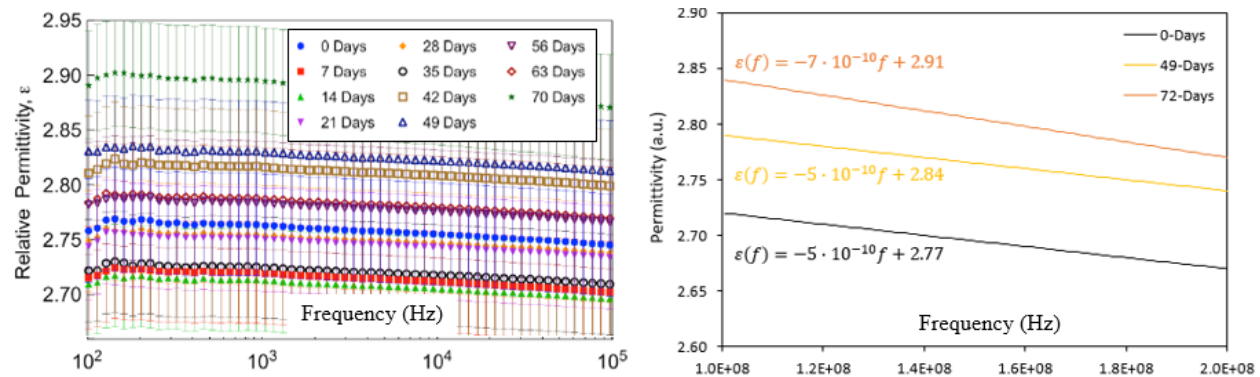 2.95
2.90
2.85
2.80
2.75
2.70
Relative Permittivity, ε
0 Days
7 Days
14 Days
21 Days
28 Days
35 Days
42 Days
49 Days
56 Days
63 Days
70 Days
Frequency (Hz)
10² 10³ 10⁴ 10⁵
2.90
2.85
2.80
2.75
2.70
2.65
2.60
Permittivity (a.u.)
0-Days
49-Days
72-Days
ε(f) = −7 · 10⁻¹⁰f + 2.91
ε(f) = −5 · 10⁻¹⁰f + 2.84
ε(f) = −5 · 10⁻¹⁰f + 2.77
Frequency (Hz)
1.0E+08 1.2E+08 1.4E+08 1.6E+08 1.8E+08 2.0E+08